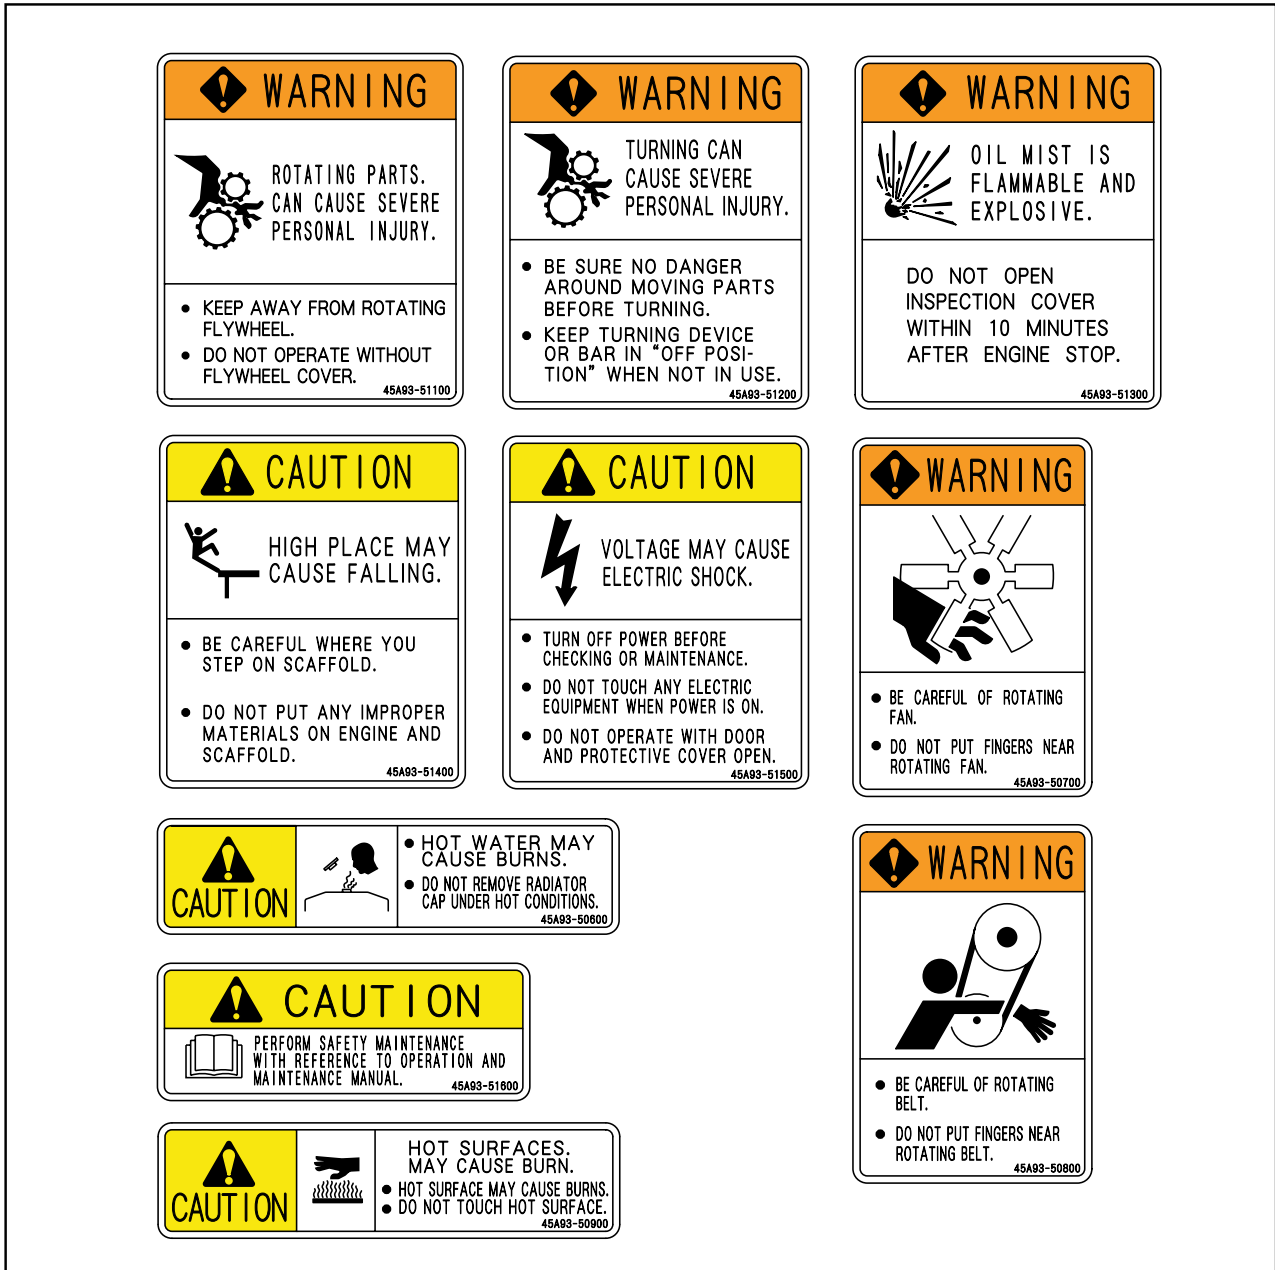 WARNING
ROTATING PARTS.
CAN CAUSE SEVERE
PERSONAL INJURY.
● KEEP AWAY FROM ROTATING
FLYWHEEL.
● DO NOT OPERATE WITHOUT
FLYWHEEL COVER.
45A93-51100
WARNING
TURNING CAN
CAUSE SEVERE
PERSONAL INJURY.
● BE SURE NO DANGER
AROUND MOVING PARTS
BEFORE TURNING.
● KEEP TURNING DEVICE
OR BAR IN “OFF POSI-
TION” WHEN NOT IN USE.
45A93-51200
WARNING
OIL MIST IS
FLAMMABLE AND
EXPLOSIVE.
DO NOT OPEN
INSPECTION COVER
WITHIN 10 MINUTES
AFTER ENGINE STOP.
45A93-51300
CAUTION
HIGH PLACE MAY
CAUSE FALLING.
● BE CAREFUL WHERE YOU
STEP ON SCAFFOLD.
● DO NOT PUT ANY IMPROPER
MATERIALS ON ENGINE AND
SCAFFOLD.
45A93-51400
CAUTION
VOLTAGE MAY CAUSE
ELECTRIC SHOCK.
● TURN OFF POWER BEFORE
CHECKING OR MAINTENANCE.
● DO NOT TOUCH ANY ELECTRIC
EQUIPMENT WHEN POWER IS ON.
● DO NOT OPERATE WITH DOOR
AND PROTECTIVE COVER OPEN.
45A93-51500
WARNING
● BE CAREFUL OF ROTATING
FAN.
● DO NOT PUT FINGERS NEAR
ROTATING FAN.
45A93-50700
CAUTION
● HOT WATER MAY
CAUSE BURNS.
● DO NOT REMOVE RADIATOR
CAP UNDER HOT CONDITIONS.
45A93-50600
WARNING
● BE CAREFUL OF ROTATING
BELT.
● DO NOT PUT FINGERS NEAR
ROTATING BELT.
45A93-50800
CAUTION
PERFORM SAFETY MAINTENANCE
WITH REFERENCE TO OPERATION AND
MAINTENANCE MANUAL.
45A93-51600
CAUTION
HOT SURFACES.
MAY CAUSE BURN.
● HOT SURFACE MAY CAUSE BURNS.
● DO NOT TOUCH HOT SURFACE.
45A93-50900